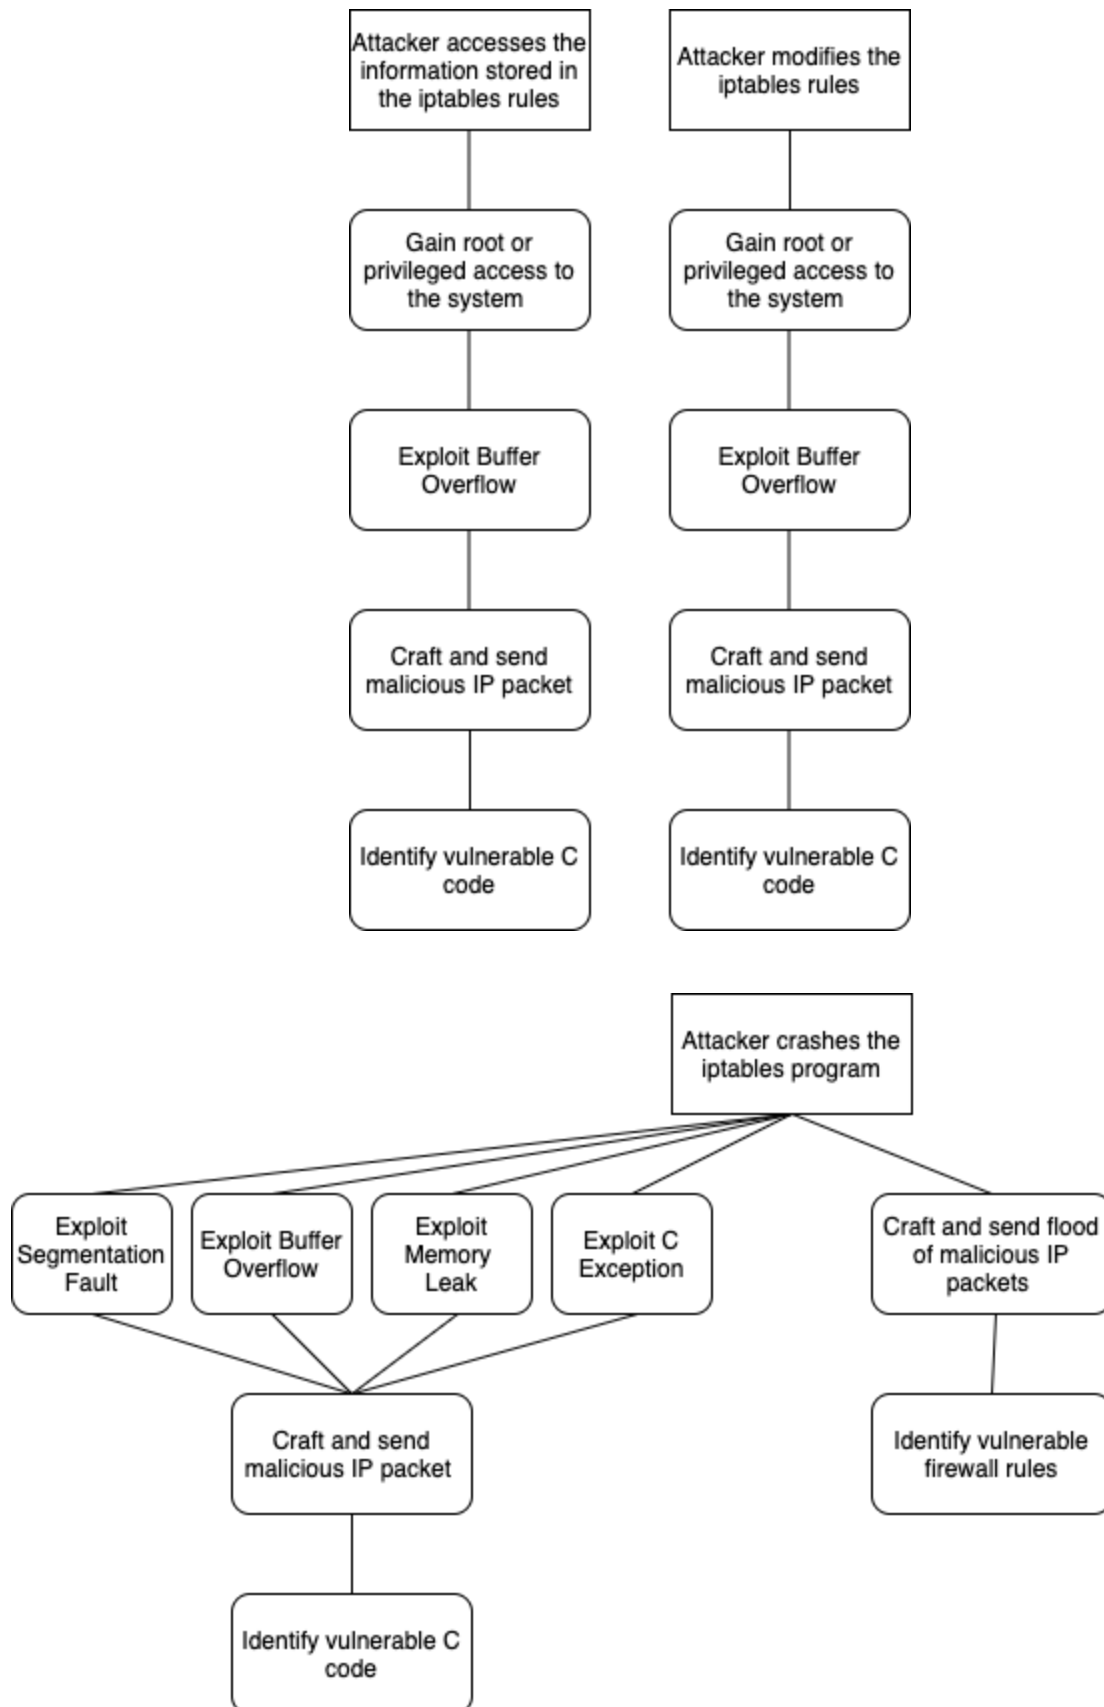 Attacker accesses the
information stored in
the iptables rules
Attacker modifies the
iptables rules
Gain root or
privileged access to
the system
Gain root or
privileged access to
the system
Exploit Buffer
Overflow
Exploit Buffer
Overflow
Craft and send
malicious IP packet
Craft and send
malicious IP packet
Identify vulnerable C
code
Identify vulnerable C
code
Attacker crashes the
iptables program
Exploit
Segmentation
Fault
Exploit Buffer
Overflow
Exploit
Memory
Leak
Exploit C
Exception
Craft and send flood
of malicious IP
packets
Craft and send
malicious IP packet
Identify vulnerable
firewall rules
Identify vulnerable C
code